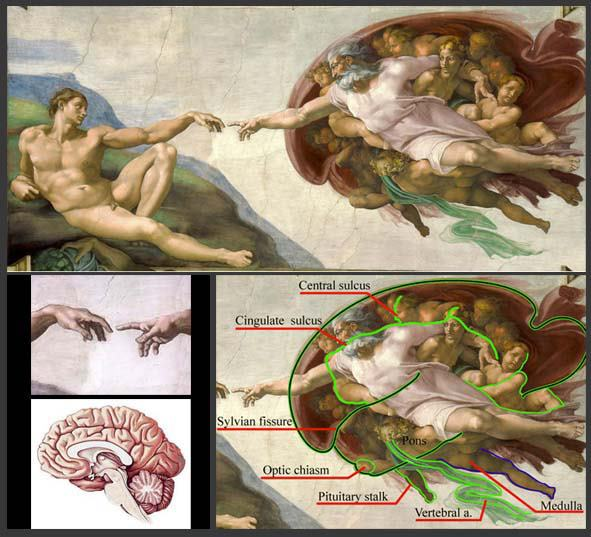 Central sulcus
Cingulate sulcus
Sylvian fissure
Pons
Optic chiasm
Pituitary stalk
Medulla
Vertebral a.